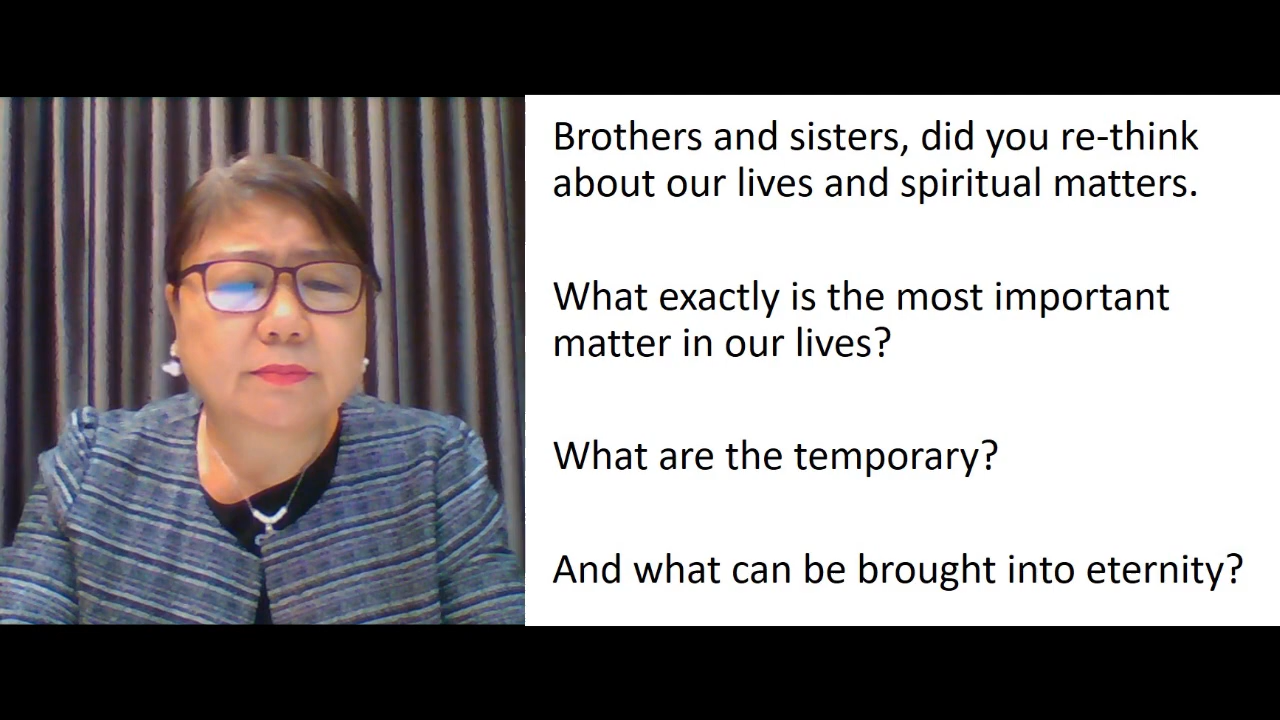 Brothers and sisters, did you re-think
about our lives and spiritual matters.
What exactly is the most important
matter in our lives?
What are the temporary?
And what can be brought into eternity?